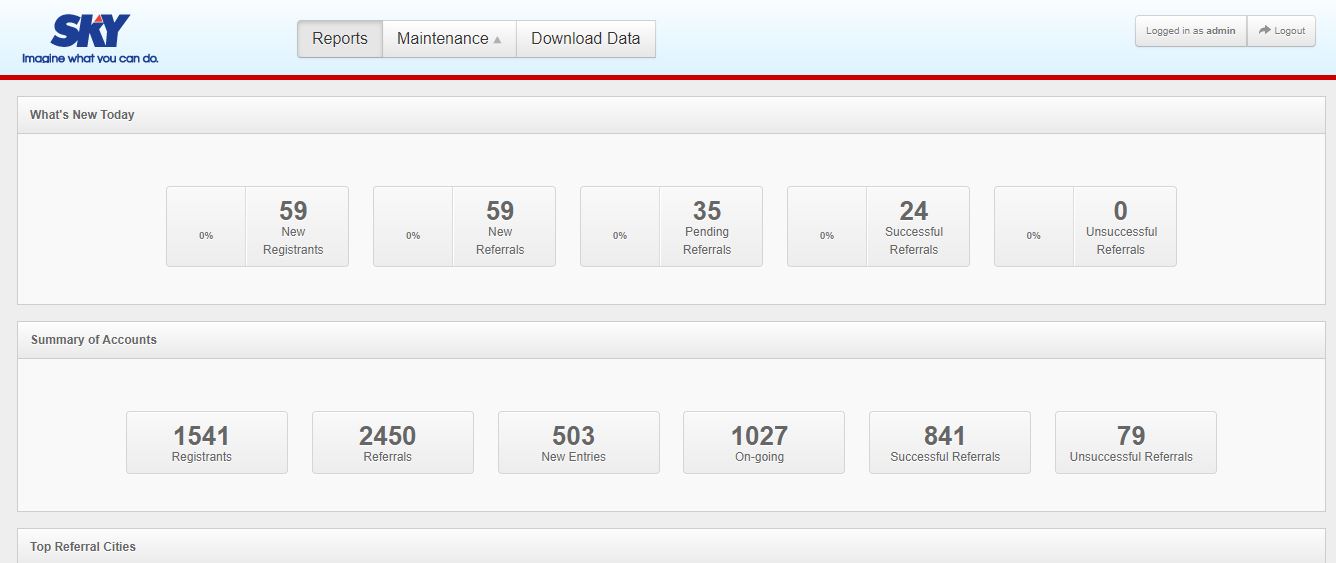 SKY
Imagine what you can do.
Reports Maintenance Download Data
Logged in as admin Logout
What's New Today
0% 59 New Registrants
0% 59 New Referrals
0% 35 Pending Referrals
0% 24 Successful Referrals
0% 0 Unsuccessful Referrals
Summary of Accounts
1541 Registrants
2450 Referrals
503 New Entries
1027 On-going
841 Successful Referrals
79 Unsuccessful Referrals
Top Referral Cities